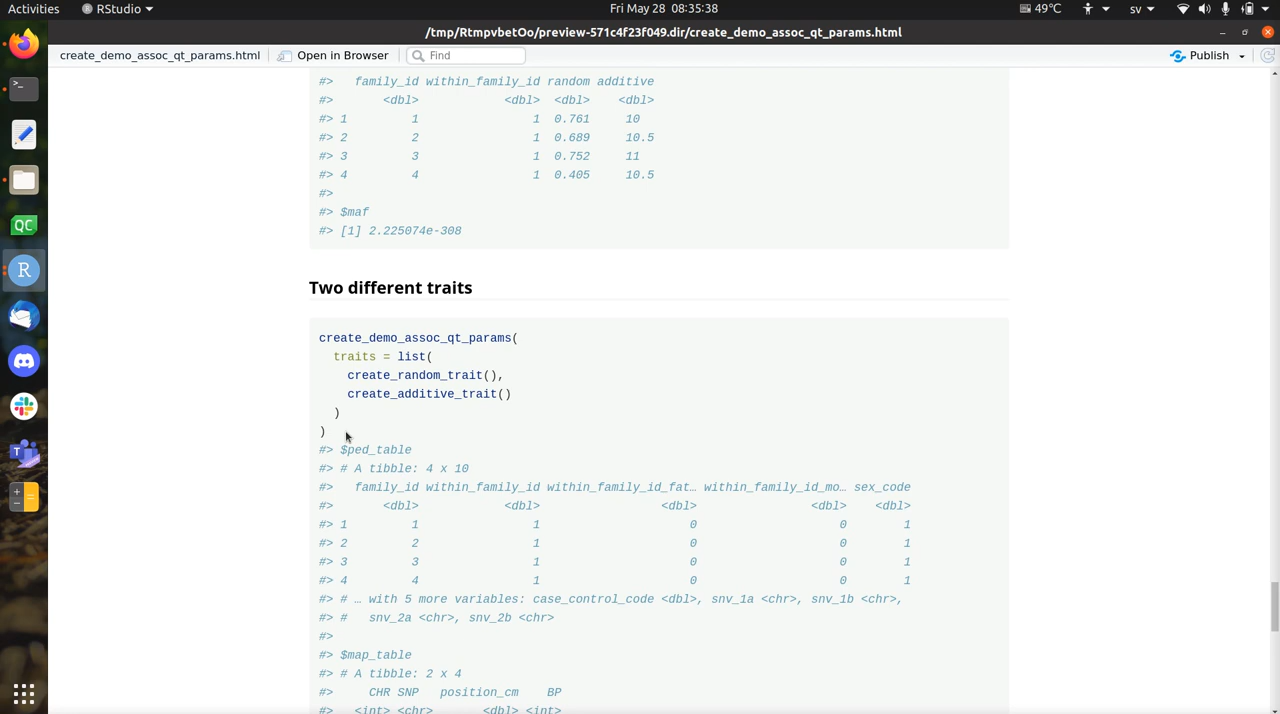 Activities RStudio Fri May 28 08:35:38 49°C sv
/tmp/RtmpvbetOo/preview-571c4f23f049.dir/create_demo_assoc_qt_params.html
create_demo_assoc_qt_params.html Open in Browser Find Publish
#>   family_id within_family_id random additive
#>       <dbl>            <dbl>  <dbl>    <dbl>
#> 1         1                1  0.761     10
#> 2         2                1  0.689     10.5
#> 3         3                1  0.752     11
#> 4         4                1  0.405     10.5
#>
#> $maf
#> [1] 2.225074e-308
Two different traits
create_demo_assoc_qt_params(
  traits = list(
    create_random_trait(),
    create_additive_trait()
  )
)
#> $ped_table
#> # A tibble: 4 x 10
#>   family_id within_family_id within_family_id_fat… within_family_id_mo… sex_code
#>       <dbl>            <dbl>                 <dbl>                <dbl>    <dbl>
#> 1         1                1                     0                    0        1
#> 2         2                1                     0                    0        1
#> 3         3                1                     0                    0        1
#> 4         4                1                     0                    0        1
#> # … with 5 more variables: case_control_code <dbl>, snv_1a <chr>, snv_1b <chr>,
#> #   snv_2a <chr>, snv_2b <chr>
#>
#> $map_table
#> # A tibble: 2 x 4
#>     CHR SNP   position_cm    BP
#>   <int> <chr>       <dbl> <int>
QC
R